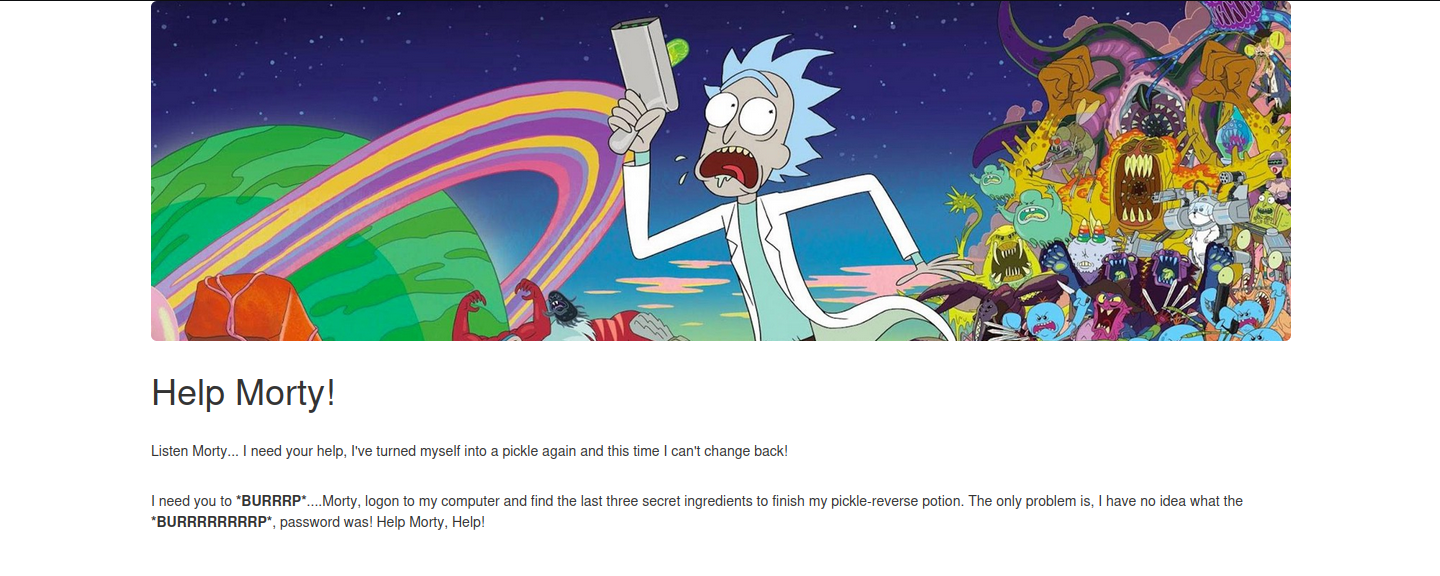 Help Morty!
Listen Morty... I need your help, I've turned myself into a pickle again and this time I can't change back!
I need you to *BURRRP*....Morty, logon to my computer and find the last three secret ingredients to finish my pickle-reverse potion. The only problem is, I have no idea what the
*BURRRRRRRRP*, password was! Help Morty, Help!